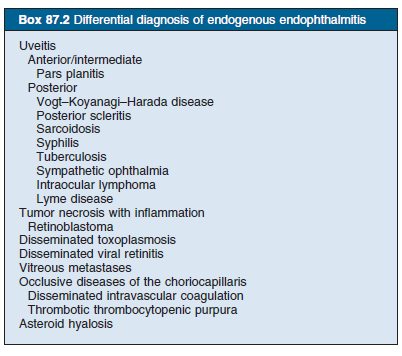 Box 87.2 Differential diagnosis of endogenous endophthalmitis
Uveitis
Anterior/intermediate
Pars planitis
Posterior
Vogt–Koyanagi–Harada disease
Posterior scleritis
Sarcoidosis
Syphilis
Tuberculosis
Sympathetic ophthalmia
Intraocular lymphoma
Lyme disease
Tumor necrosis with inflammation
Retinoblastoma
Disseminated toxoplasmosis
Disseminated viral retinitis
Vitreous metastases
Occlusive diseases of the choriocapillaris
Disseminated intravascular coagulation
Thrombotic thrombocytopenic purpura
Asteroid hyalosis